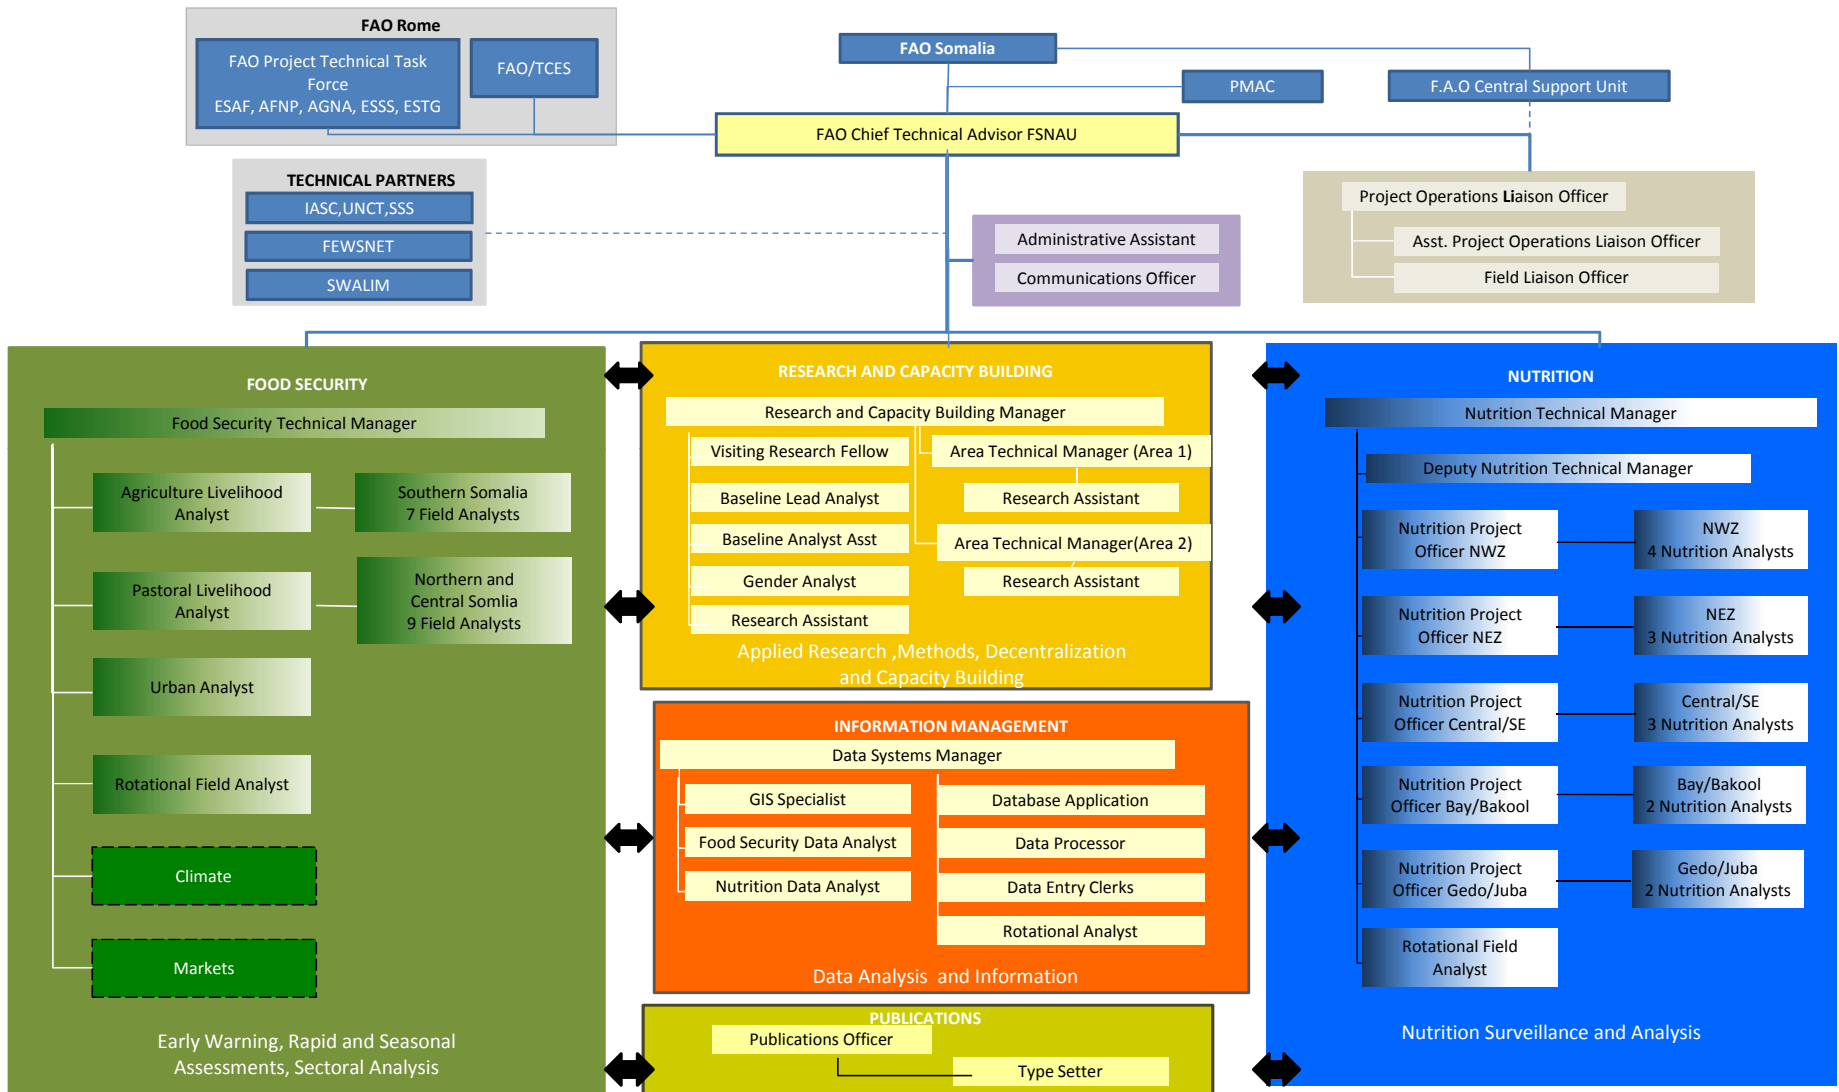 FAO Rome
FAO Project Technical Task
Force
ESAF, AFNP, AGNA, ESSS, ESTG
FAO/TCES
FAO Somalia
PMAC
F.A.O Central Support Unit
FAO Chief Technical Advisor FSNAU
TECHNICAL PARTNERS
IASC,UNCT,SSS
FEWSNET
SWALIM
Administrative Assistant
Communications Officer
Project Operations Liaison Officer
Asst. Project Operations Liaison Officer
Field Liaison Officer
FOOD SECURITY
Food Security Technical Manager
Agriculture Livelihood
Analyst
Southern Somalia
7 Field Analysts
Pastoral Livelihood
Analyst
Northern and
Central Somlia
9 Field Analysts
Urban Analyst
Rotational Field Analyst
Climate
Markets
Early Warning, Rapid and Seasonal
Assessments, Sectoral Analysis
RESEARCH AND CAPACITY BUILDING
Research and Capacity Building Manager
Visiting Research Fellow
Baseline Lead Analyst
Baseline Analyst Asst
Gender Analyst
Research Assistant
Area Technical Manager (Area 1)
Research Assistant
Area Technical Manager(Area 2)
Research Assistant
Applied Research ,Methods, Decentralization
and Capacity Building
INFORMATION MANAGEMENT
Data Systems Manager
GIS Specialist
Food Security Data Analyst
Nutrition Data Analyst
Database Application
Data Processor
Data Entry Clerks
Rotational Analyst
Data Analysis and Information
PUBLICATIONS
Publications Officer
Type Setter
NUTRITION
Nutrition Technical Manager
Deputy Nutrition Technical Manager
Nutrition Project
Officer NWZ
NWZ
4 Nutrition Analysts
Nutrition Project
Officer NEZ
NEZ
3 Nutrition Analysts
Nutrition Project
Officer Central/SE
Central/SE
3 Nutrition Analysts
Nutrition Project
Officer Bay/Bakool
Bay/Bakool
2 Nutrition Analysts
Nutrition Project
Officer Gedo/Juba
Gedo/Juba
2 Nutrition Analysts
Rotational Field
Analyst
Nutrition Surveillance and Analysis